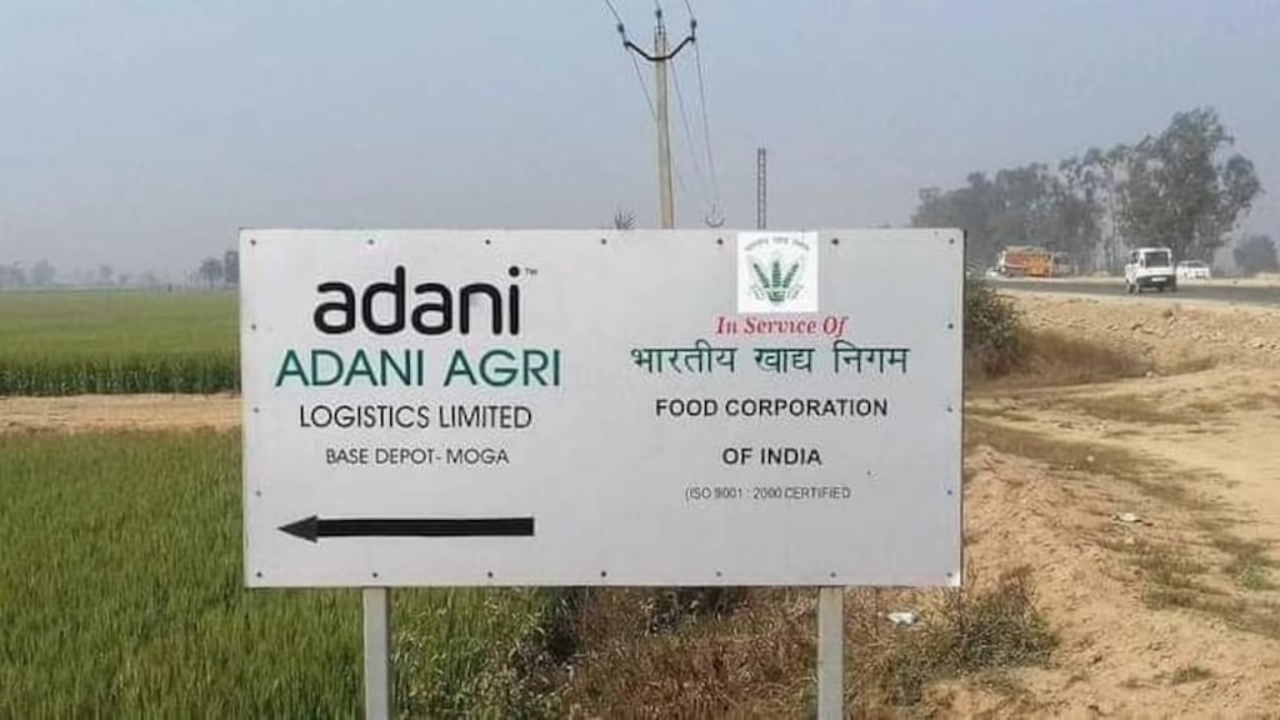 adani™
ADANI AGRI
LOGISTICS LIMITED
BASE DEPOT- MOGA
In Service Of
भारतीय खाद्य निगम
FOOD CORPORATION
OF INDIA
(ISO 9001 : 2000 CERTIFIED